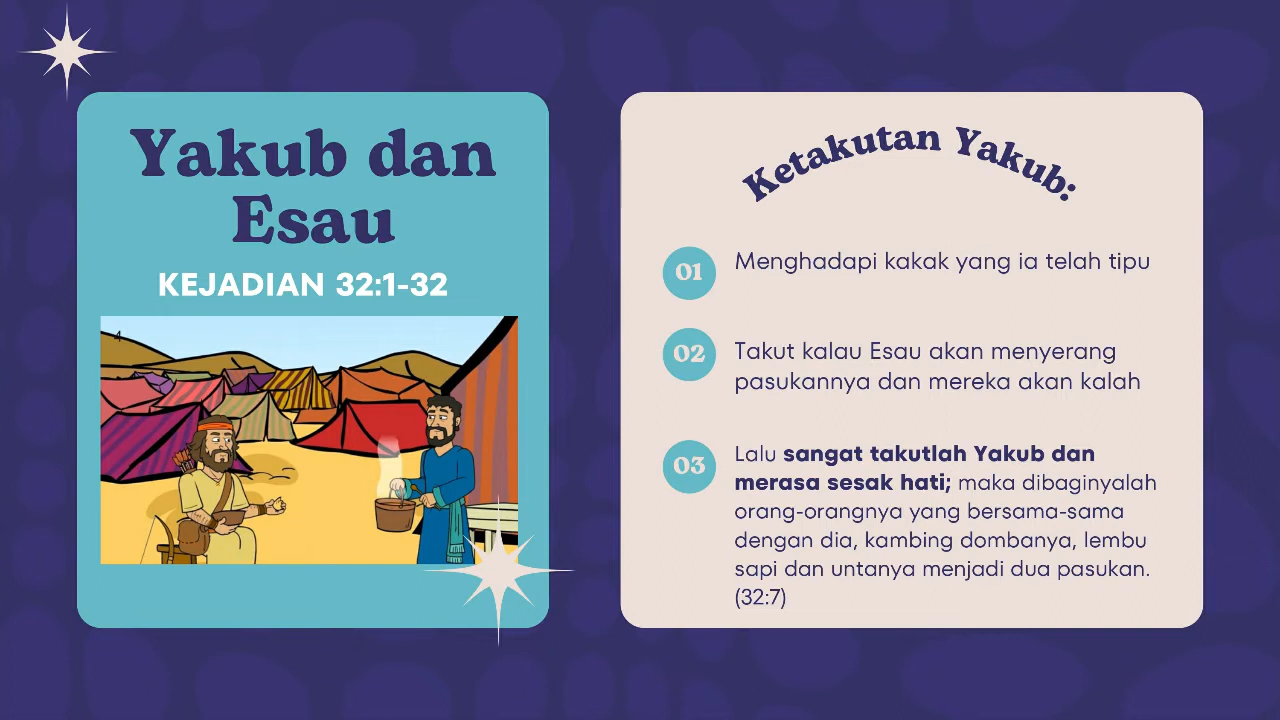 Yakub dan
Esau
KEJADIAN 32:1-32
4
Ketakutan Yakub:
01
Menghadapi kakak yang ia telah tipu
02
Takut kalau Esau akan menyerang
pasukannya dan mereka akan kalah
03
Lalu sangat takutlah Yakub dan
merasa sesak hati; maka dibaginyalah
orang-orangnya yang bersama-sama
dengan dia, kambing dombanya, lembu
sapi dan untanya menjadi dua pasukan.
(32:7)